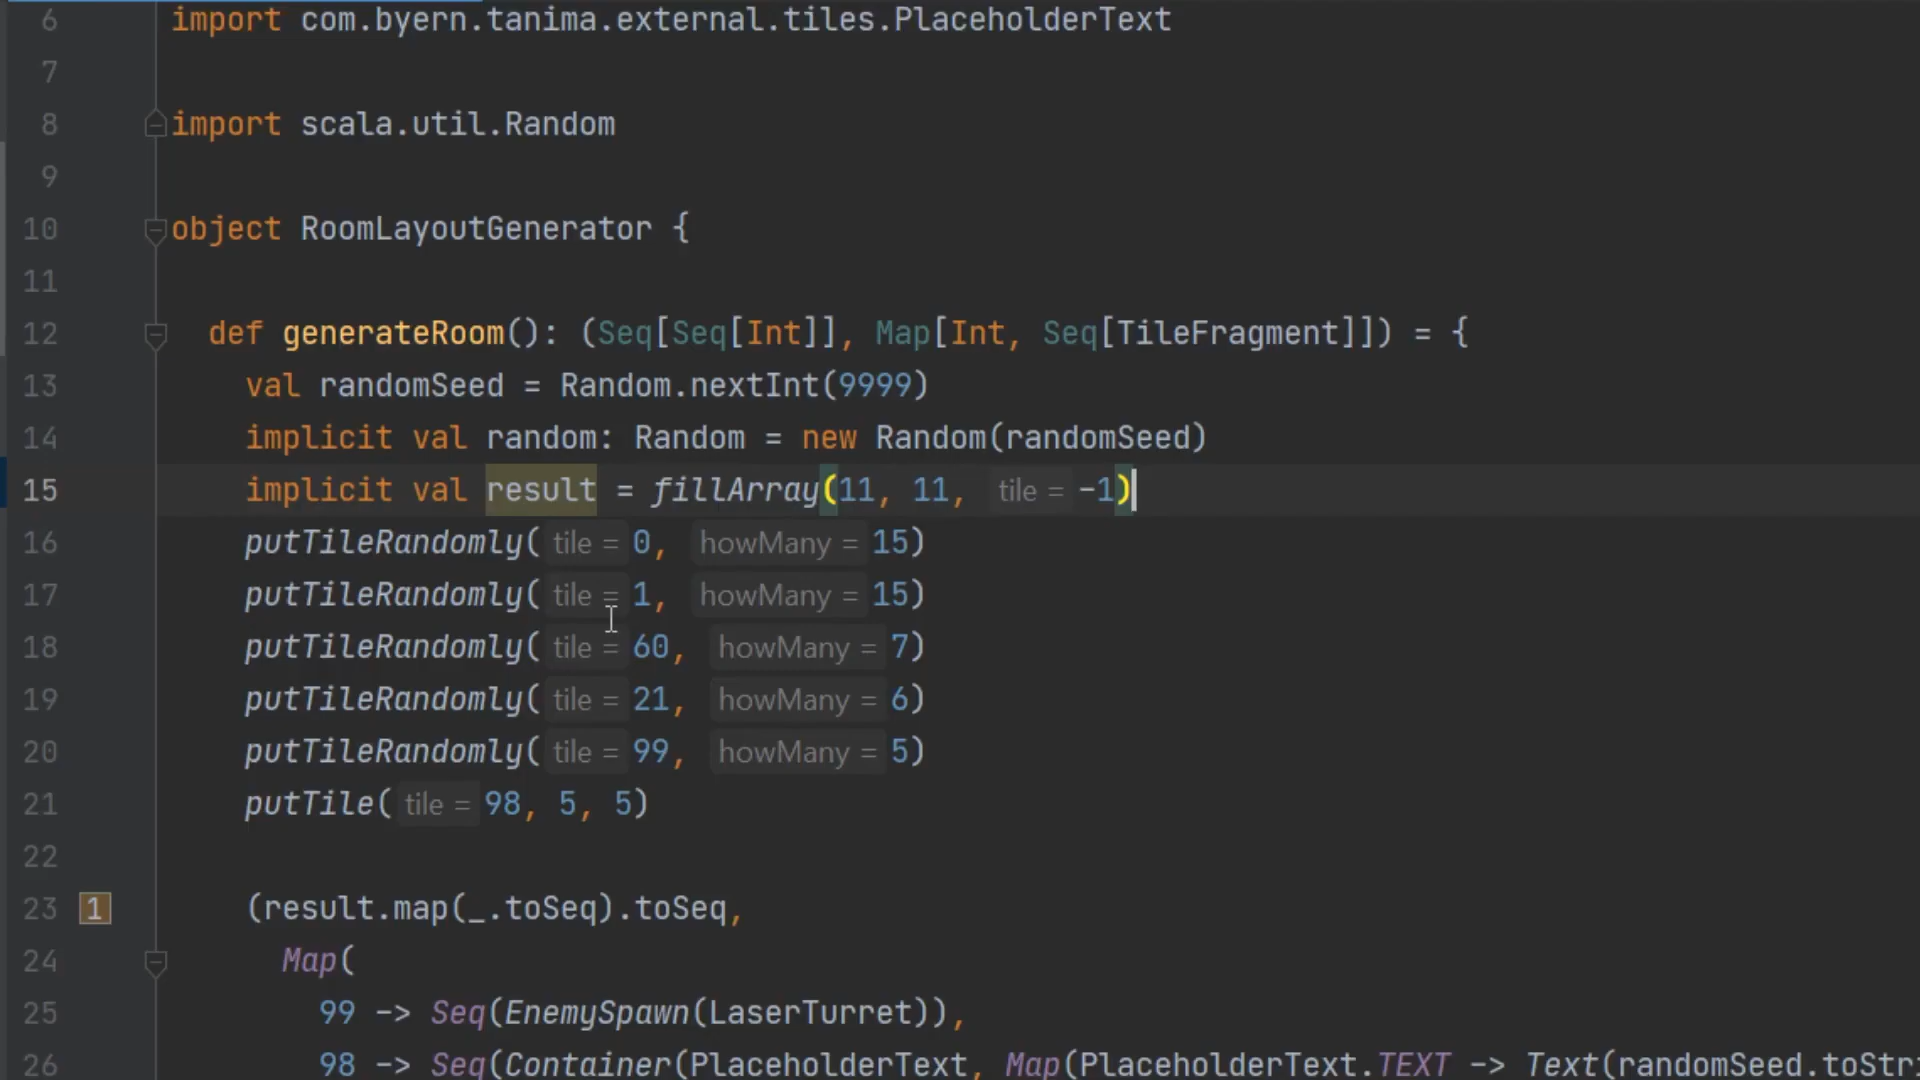 6 import com.byern.tanima.external.tiles.PlaceholderText
7
8 import scala.util.Random
9
10 object RoomLayoutGenerator {
11
12 def generateRoom(): (Seq[Seq[Int]], Map[Int, Seq[TileFragment]]) = {
13 val randomSeed = Random.nextInt(9999)
14 implicit val random: Random = new Random(randomSeed)
15 implicit val result = fillArray(11, 11, tile = -1)
16 putTileRandomly( tile = 0, howMany = 15)
17 putTileRandomly( tile = 1, howMany = 15)
18 putTileRandomly( tile = 60, howMany = 7)
19 putTileRandomly( tile = 21, howMany = 6)
20 putTileRandomly( tile = 99, howMany = 5)
21 putTile( tile = 98, 5, 5)
22
23 1 (result.map(_.toSeq).toSeq,
24 Map(
25 99 -> Seq(EnemySpawn(LaserTurret)),
26 98 -> Seq(Container(PlaceholderText, Map(PlaceholderText.TEXT -> Text(randomSeed.toStri